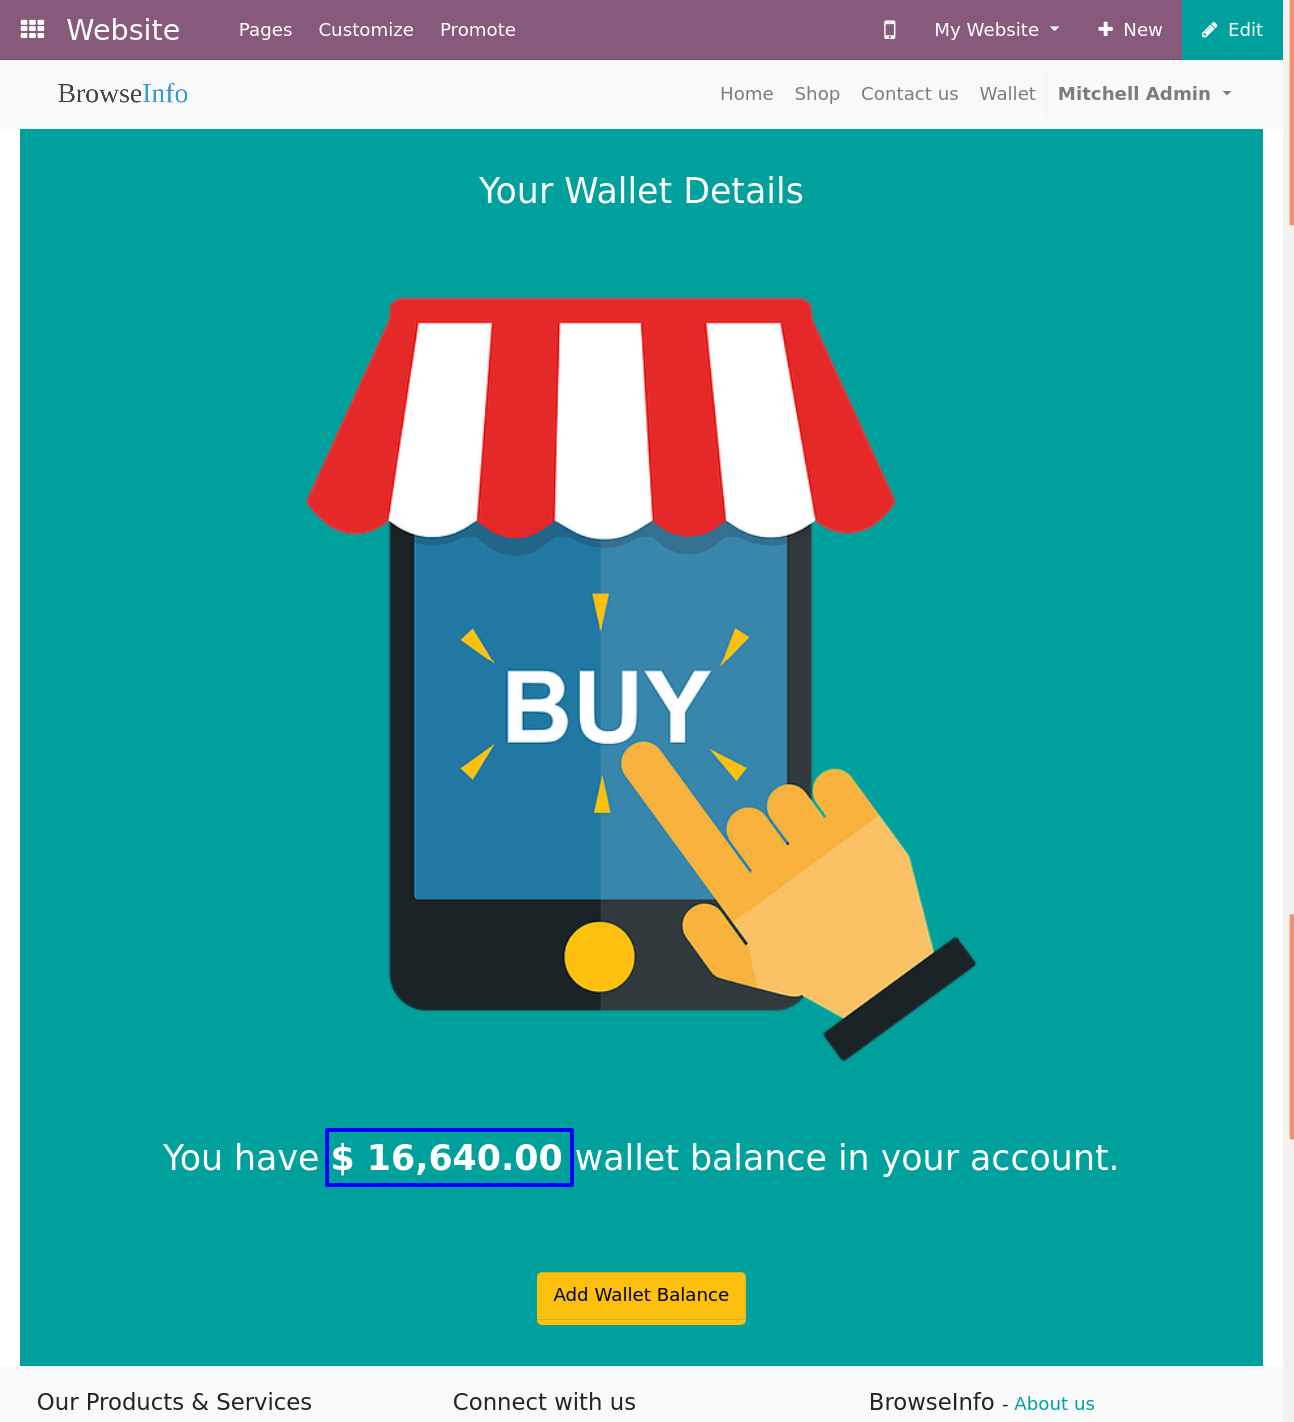 Website Pages Customize Promote My Website New Edit
BrowseInfo Home Shop Contact us Wallet Mitchell Admin
Your Wallet Details
BUY
You have $ 16,640.00 wallet balance in your account.
Add Wallet Balance
Our Products & Services Connect with us BrowseInfo - About us